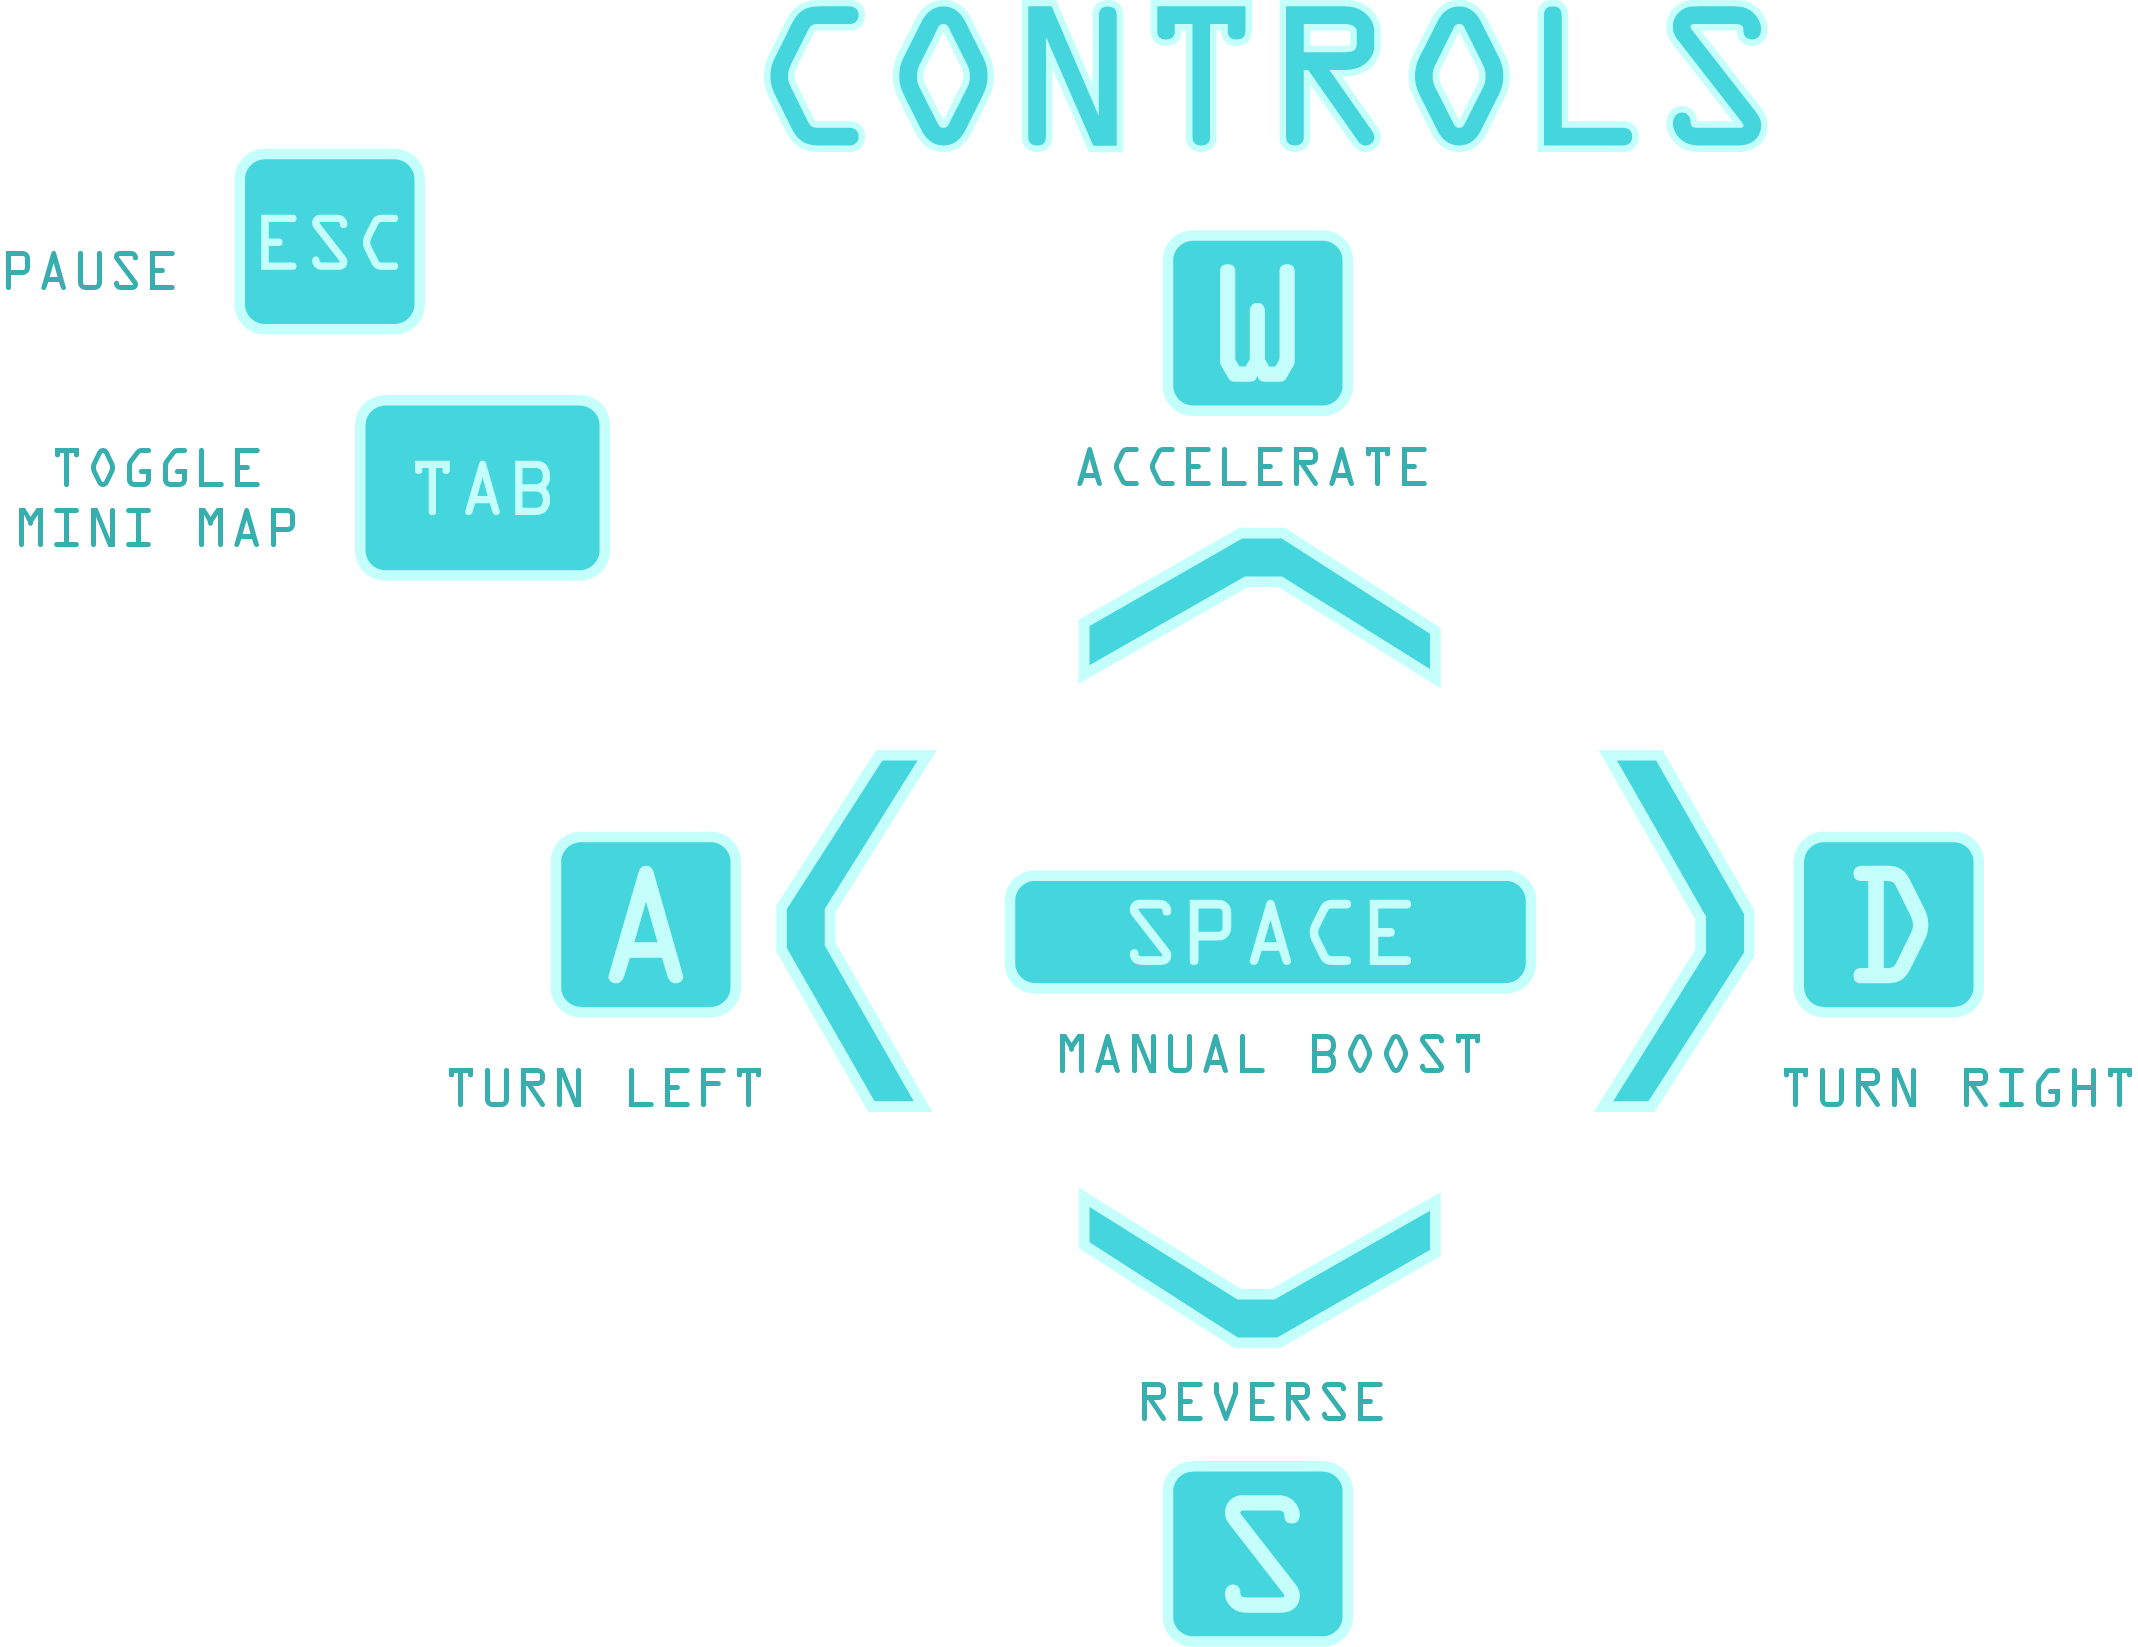 CONTROLS
ESC
PAUSE
TAB
TOGGLE
MINI MAP
W
ACCELERATE
A
TURN LEFT
SPACE
MANUAL BOOST
D
TURN RIGHT
REVERSE
S